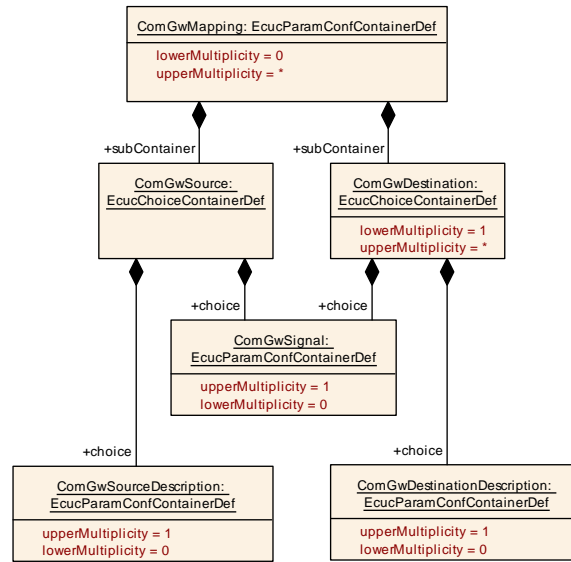 ComGwMapping: EcucParamConfContainerDef
lowerMultiplicity = 0
upperMultiplicity = *
+subContainer
+subContainer
ComGwSource:
EcucChoiceContainerDef
ComGwDestination:
EcucChoiceContainerDef
lowerMultiplicity = 1
upperMultiplicity = *
+choice
+choice
ComGwSignal:
EcucParamConfContainerDef
upperMultiplicity = 1
lowerMultiplicity = 0
+choice
+choice
ComGwSourceDescription:
EcucParamConfContainerDef
upperMultiplicity = 1
lowerMultiplicity = 0
ComGwDestinationDescription:
EcucParamConfContainerDef
upperMultiplicity = 1
lowerMultiplicity = 0